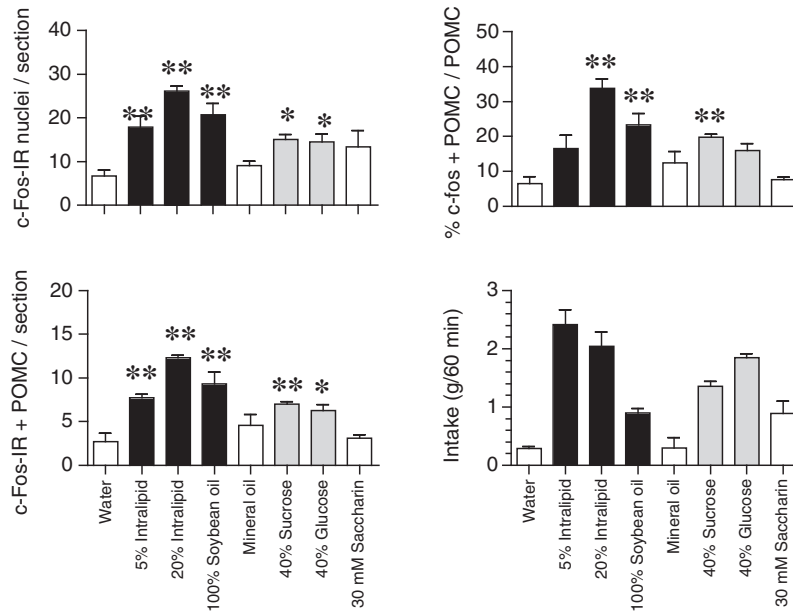 c-Fos-IR nuclei / section
40
30
20
10
0
**
**
**
*
*
% c-fos + POMC / POMC
50
40
30
20
10
0
**
**
**
c-Fos-IR + POMC / section
20
15
10
5
0
**
**
**
**
*
Water
5% Intralipid
20% Intralipid
100% Soybean oil
Mineral oil
40% Sucrose
40% Glucose
30 mM Saccharin
Intake (g/60 min)
3
2
1
0
Water
5% Intralipid
20% Intralipid
100% Soybean oil
Mineral oil
40% Sucrose
40% Glucose
30 mM Saccharin